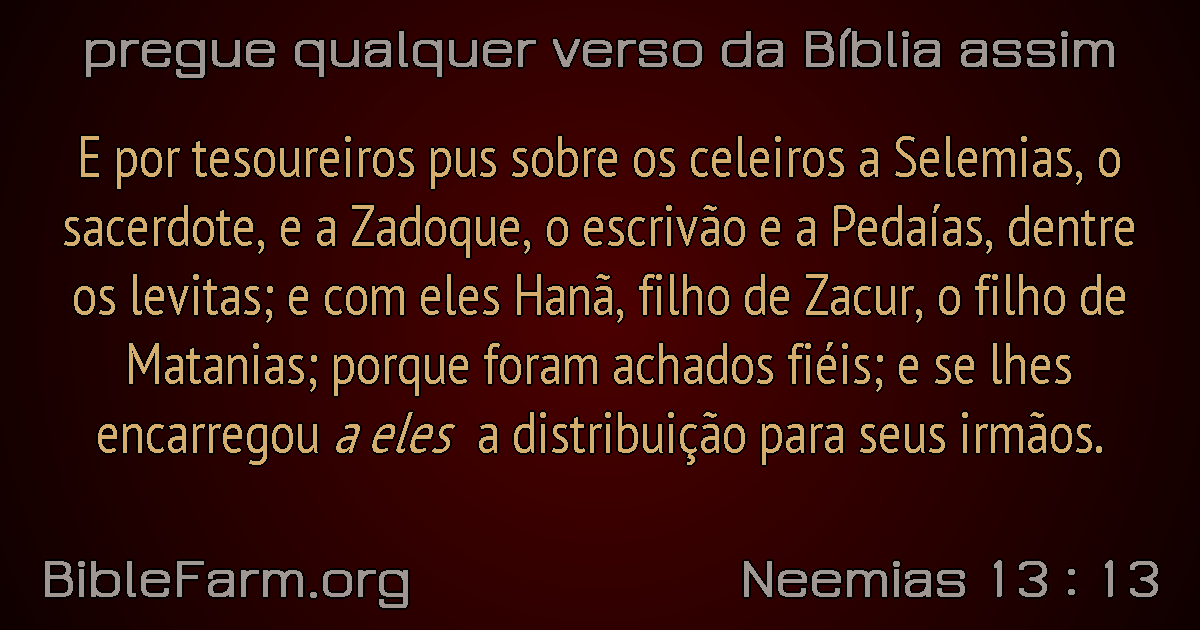 pregue qualquer verso da Bíblia assim
E por tesoureiros pus sobre os celeiros a Selemias, o
sacerdote, e a Zadoque, o escrivão e a Pedaías, dentre
os levitas; e com eles Hanã, filho de Zacur, o filho de
Matanias; porque foram achados fiéis; e se lhes
encarregou a eles a distribuição para seus irmãos.
BibleFarm.org
Neemias 13 : 13